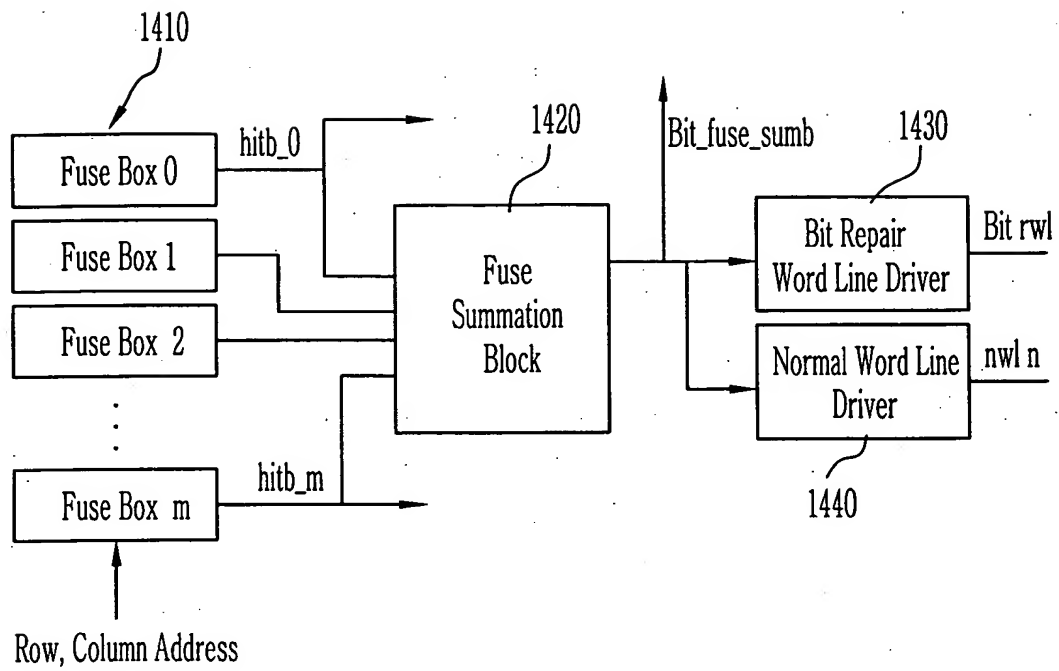 1410
Fuse Box 0
hitb_0
Fuse Box 1
Fuse Box 2
Fuse Box m
hitb_m
Row, Column Address
1420
Fuse
Summation
Block
Bit_fuse_sumb
1430
Bit Repair
Word Line Driver
Bit rwl
Normal Word Line
Driver
nwl n
1440